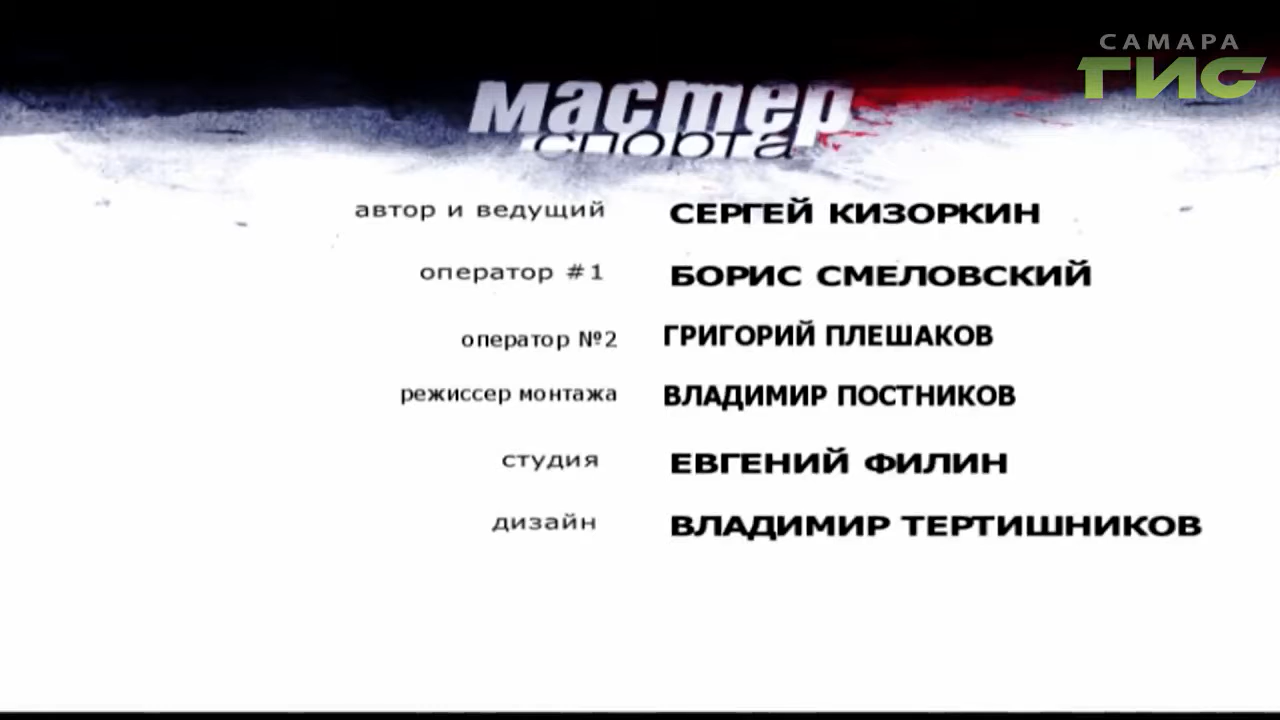 САМАРА
ГИС
мастер
спорта
автор и ведущий СЕРГЕЙ КИЗОРКИН
оператор #1 БОРИС СМЕЛОВСКИЙ
оператор №2 ГРИГОРИЙ ПЛЕШАКОВ
режиссер монтажа ВЛАДИМИР ПОСТНИКОВ
студия ЕВГЕНИЙ ФИЛИН
дизайн ВЛАДИМИР ТЕРТИШНИКОВ